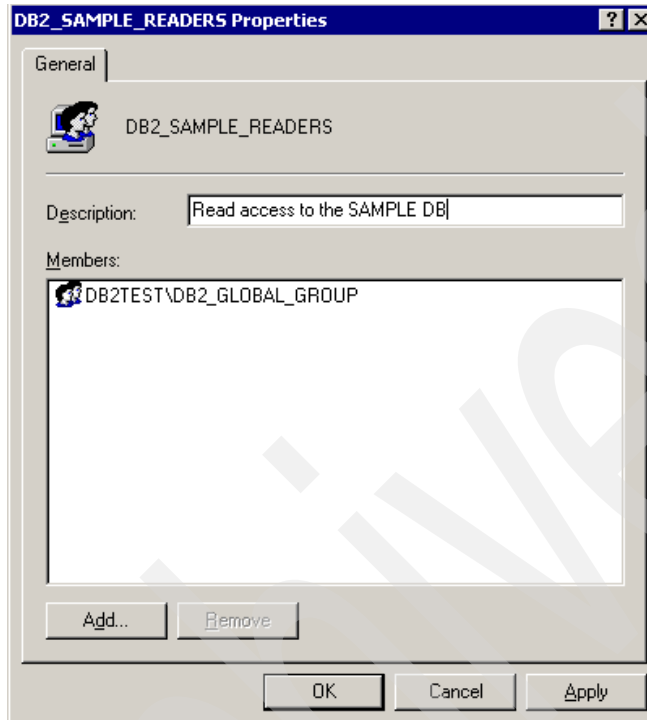 DB2_SAMPLE_READERS Properties
General
DB2_SAMPLE_READERS
Description: Read access to the SAMPLE DB
Members:
DB2TEST\DB2_GLOBAL_GROUP
Add... Remove
OK Cancel Apply